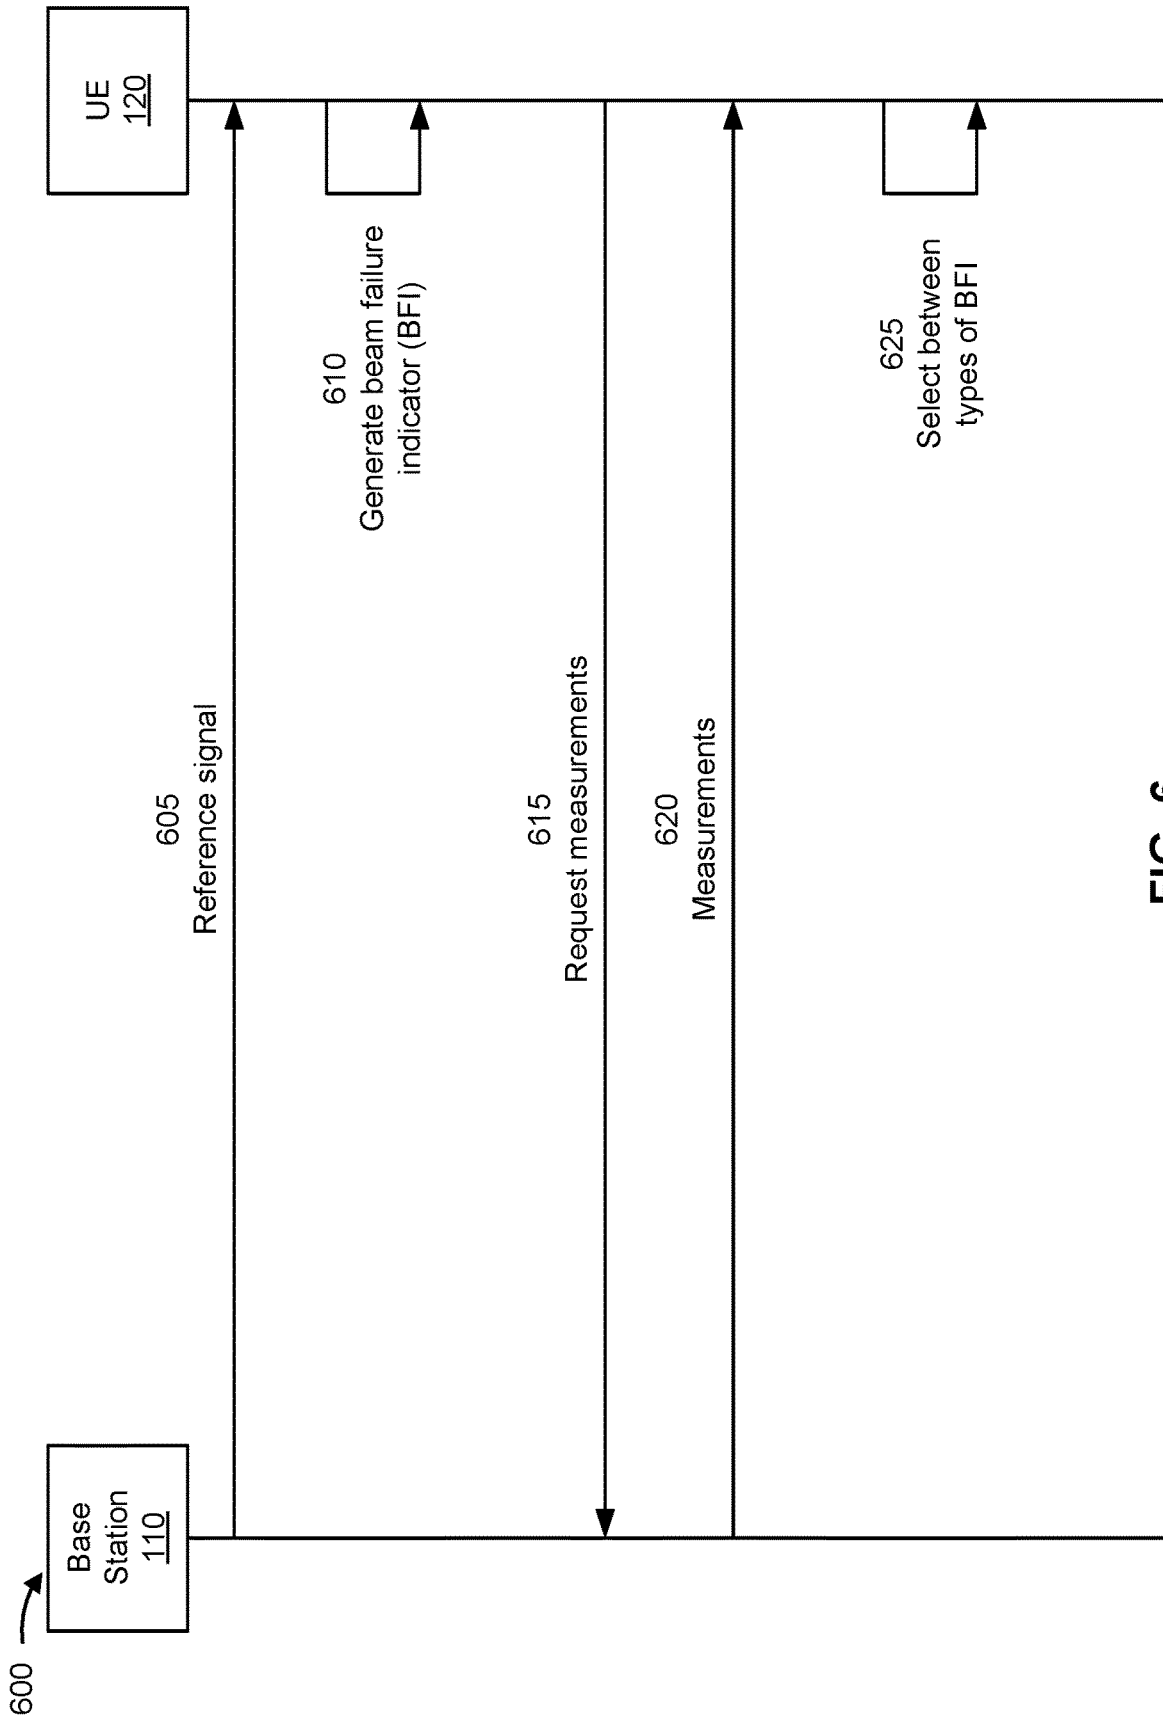 600
Base
Station
110
UE
120
605
Reference signal
610
Generate beam failure
indicator (BFI)
615
Request measurements
620
Measurements
625
Select between
types of BFI